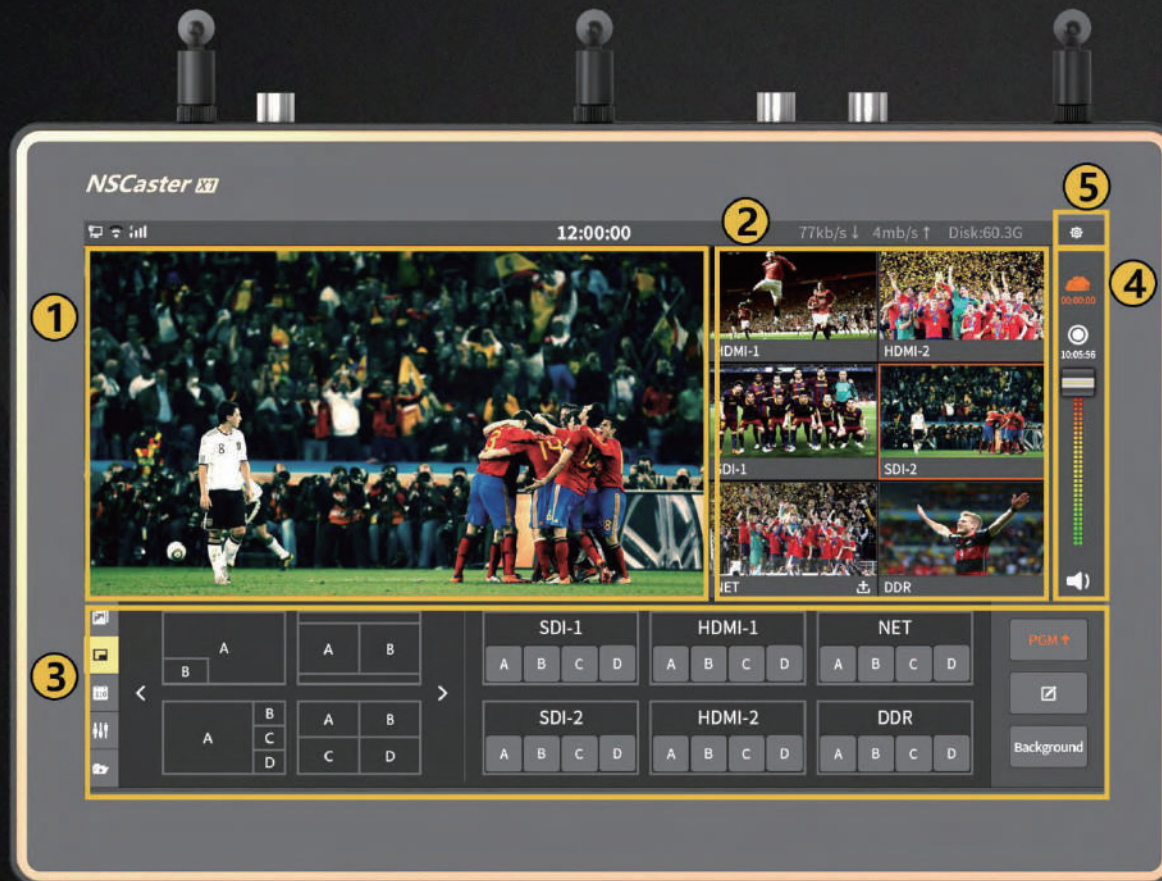 NSCaster X1
12:00:00
77kb/s↓ 4mb/s↑ Disk:60.3G
5
2
1
4
00:00:00
10:05:56
HDMI-1
HDMI-2
SDI-1
SDI-2
NET
DDR
8
3
A
B
A B
A
B
C
D
A B
C D
SDI-1
A B C D
HDMI-1
A B C D
NET
A B C D
SDI-2
A B C D
HDMI-2
A B C D
DDR
A B C D
PGM↑
Background